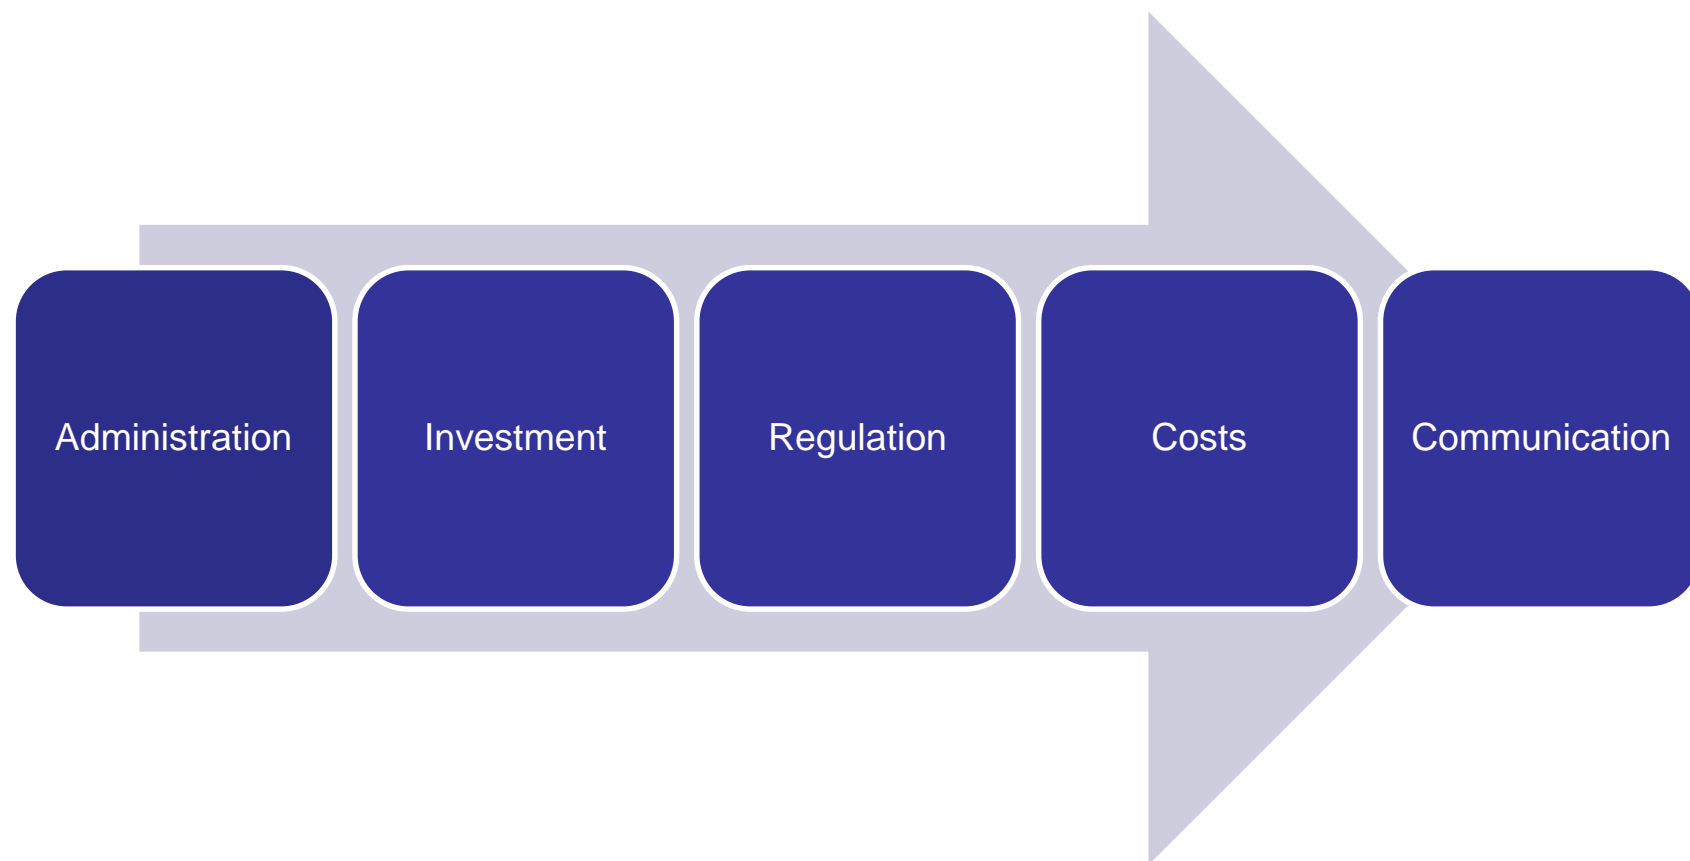 Administration
Investment
Regulation
Costs
Communication